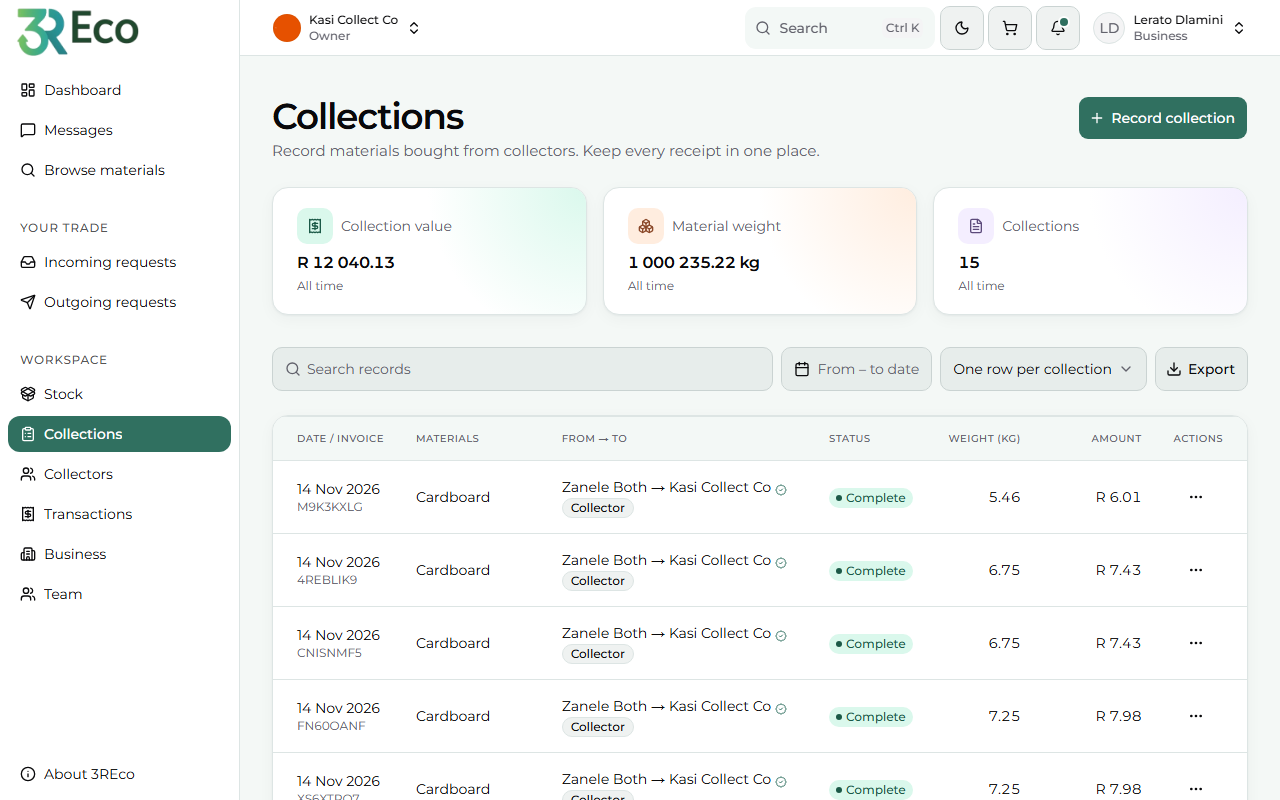 3REco
Dashboard
Messages
Browse materials
YOUR TRADE
Incoming requests
Outgoing requests
WORKSPACE
Stock
Collections
Collectors
Transactions
Business
Team
About 3REco
Kasi Collect Co
Owner
Search Ctrl K
LD
Lerato Dlamini
Business
Collections
Record materials bought from collectors. Keep every receipt in one place.
+ Record collection
Collection value
R 12 040.13
All time
Material weight
1 000 235.22 kg
All time
Collections
15
All time
Search records
From – to date
One row per collection
Export
DATE / INVOICE MATERIALS FROM → TO STATUS WEIGHT (KG) AMOUNT ACTIONS
14 Nov 2026 Cardboard Zanele Both → Kasi Collect Co Complete 5.46 R 6.01 ...
M9K3KXLG Collector
14 Nov 2026 Cardboard Zanele Both → Kasi Collect Co Complete 6.75 R 7.43 ...
4REBLIK9 Collector
14 Nov 2026 Cardboard Zanele Both → Kasi Collect Co Complete 6.75 R 7.43 ...
CNISNMF5 Collector
14 Nov 2026 Cardboard Zanele Both → Kasi Collect Co Complete 7.25 R 7.98 ...
FN60OANF Collector
14 Nov 2026 Cardboard Zanele Both → Kasi Collect Co Complete 7.25 R 7.98 ...
Collector